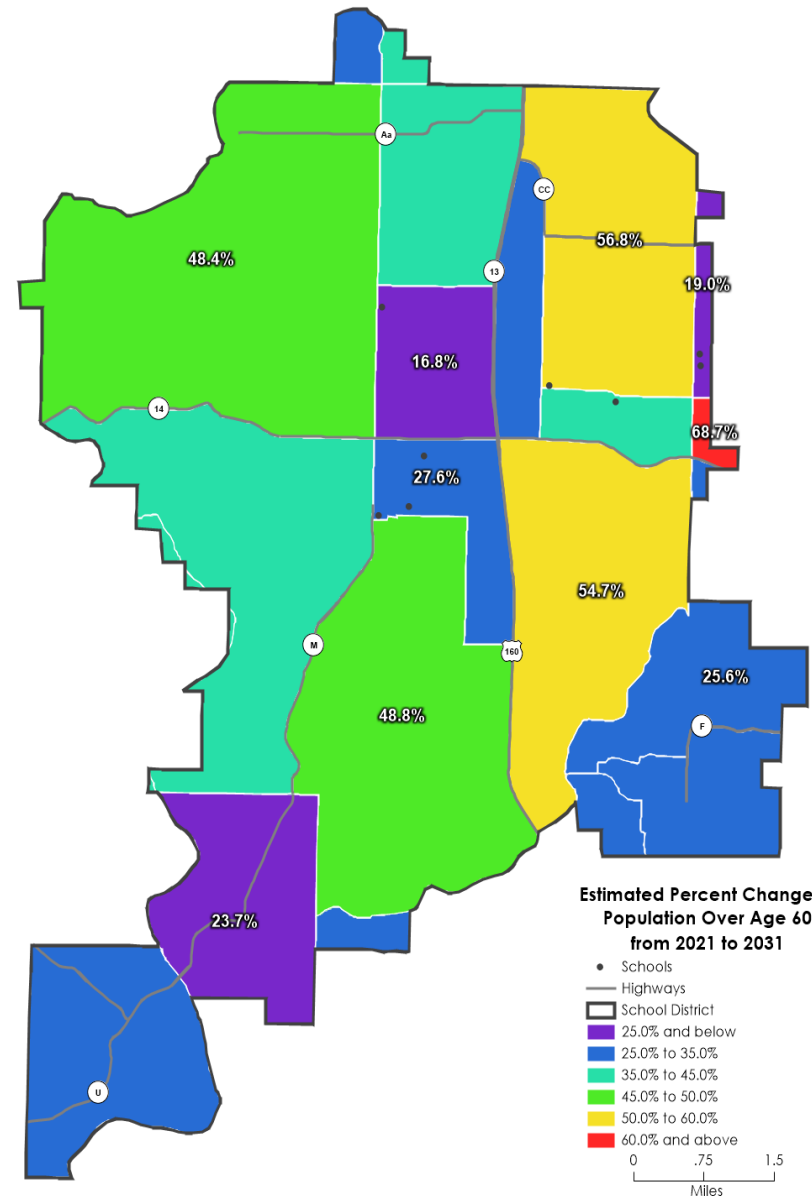 Aa
CC
56.8%
48.4%
13
19.0%
16.8%
14
68.7%
27.6%
54.7%
M
160
25.6%
48.8%
F
23.7%
U
Estimated Percent Change
Population Over Age 60
from 2021 to 2031
Schools
Highways
School District
25.0% and below
25.0% to 35.0%
35.0% to 45.0%
45.0% to 50.0%
50.0% to 60.0%
60.0% and above
0 .75 1.5
Miles